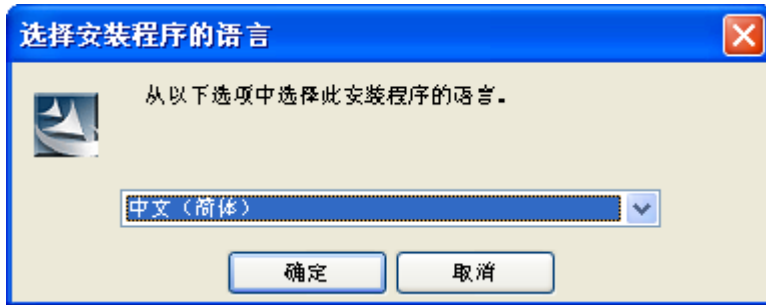 选择安装程序的语言
从以下选项中选择此安装程序的语言。
中文（简体）
确定
取消